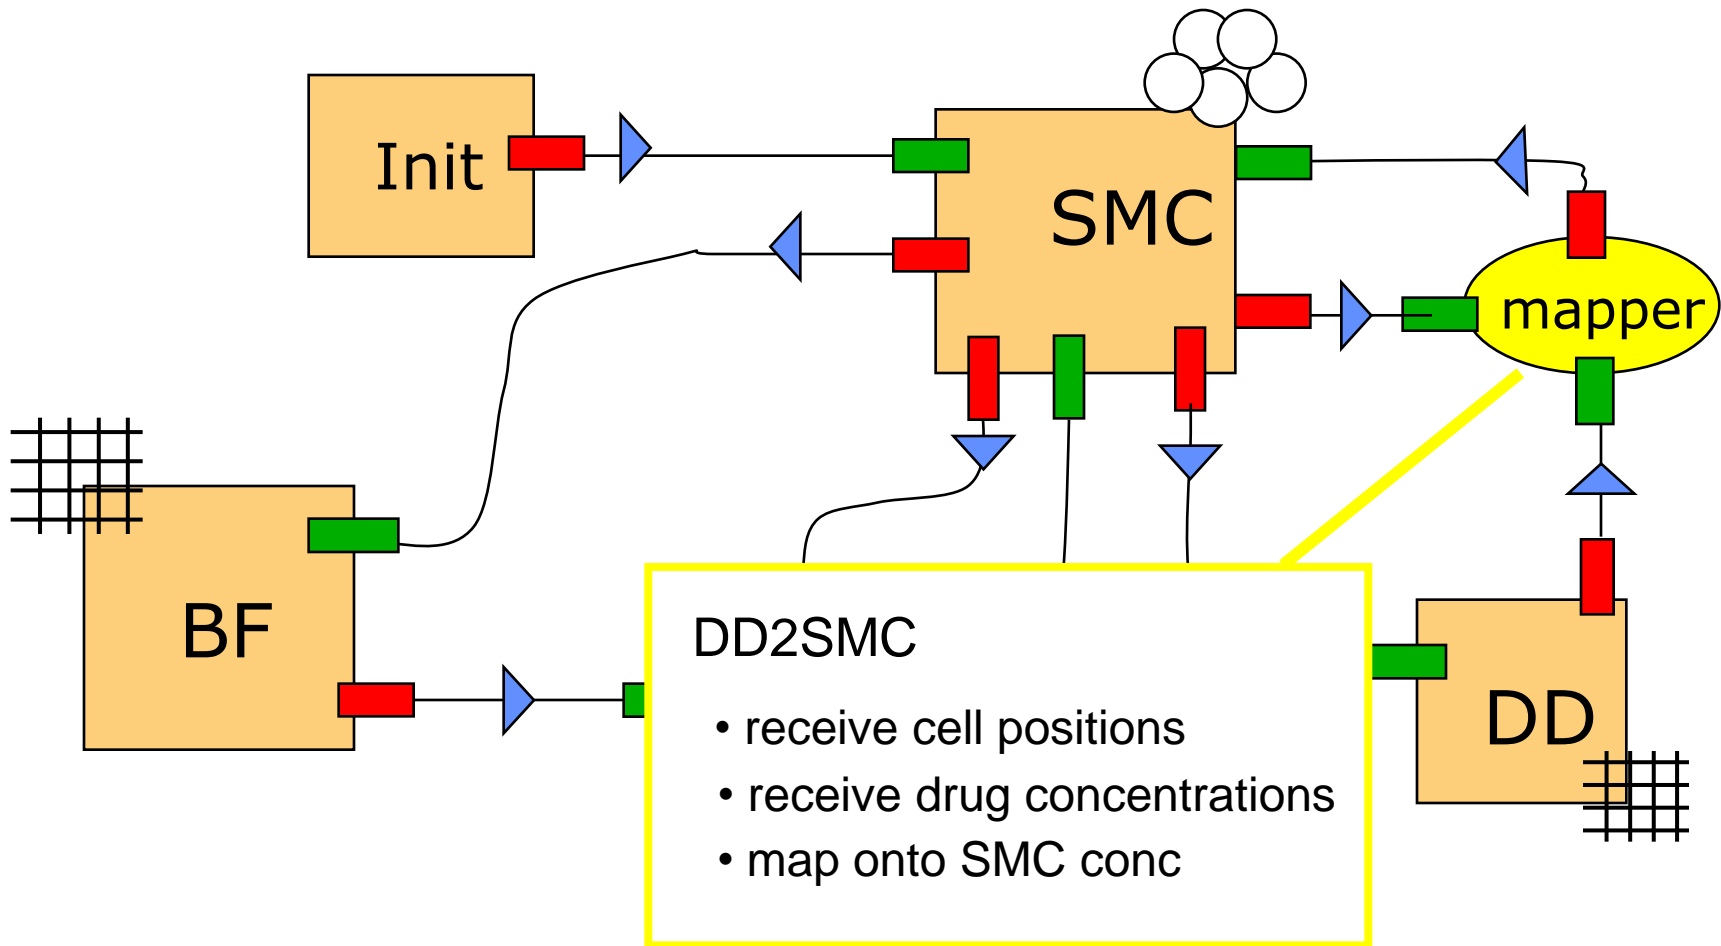 Init
SMC
mapper
BF
DD2SMC
• receive cell positions
• receive drug concentrations
• map onto SMC conc
DD